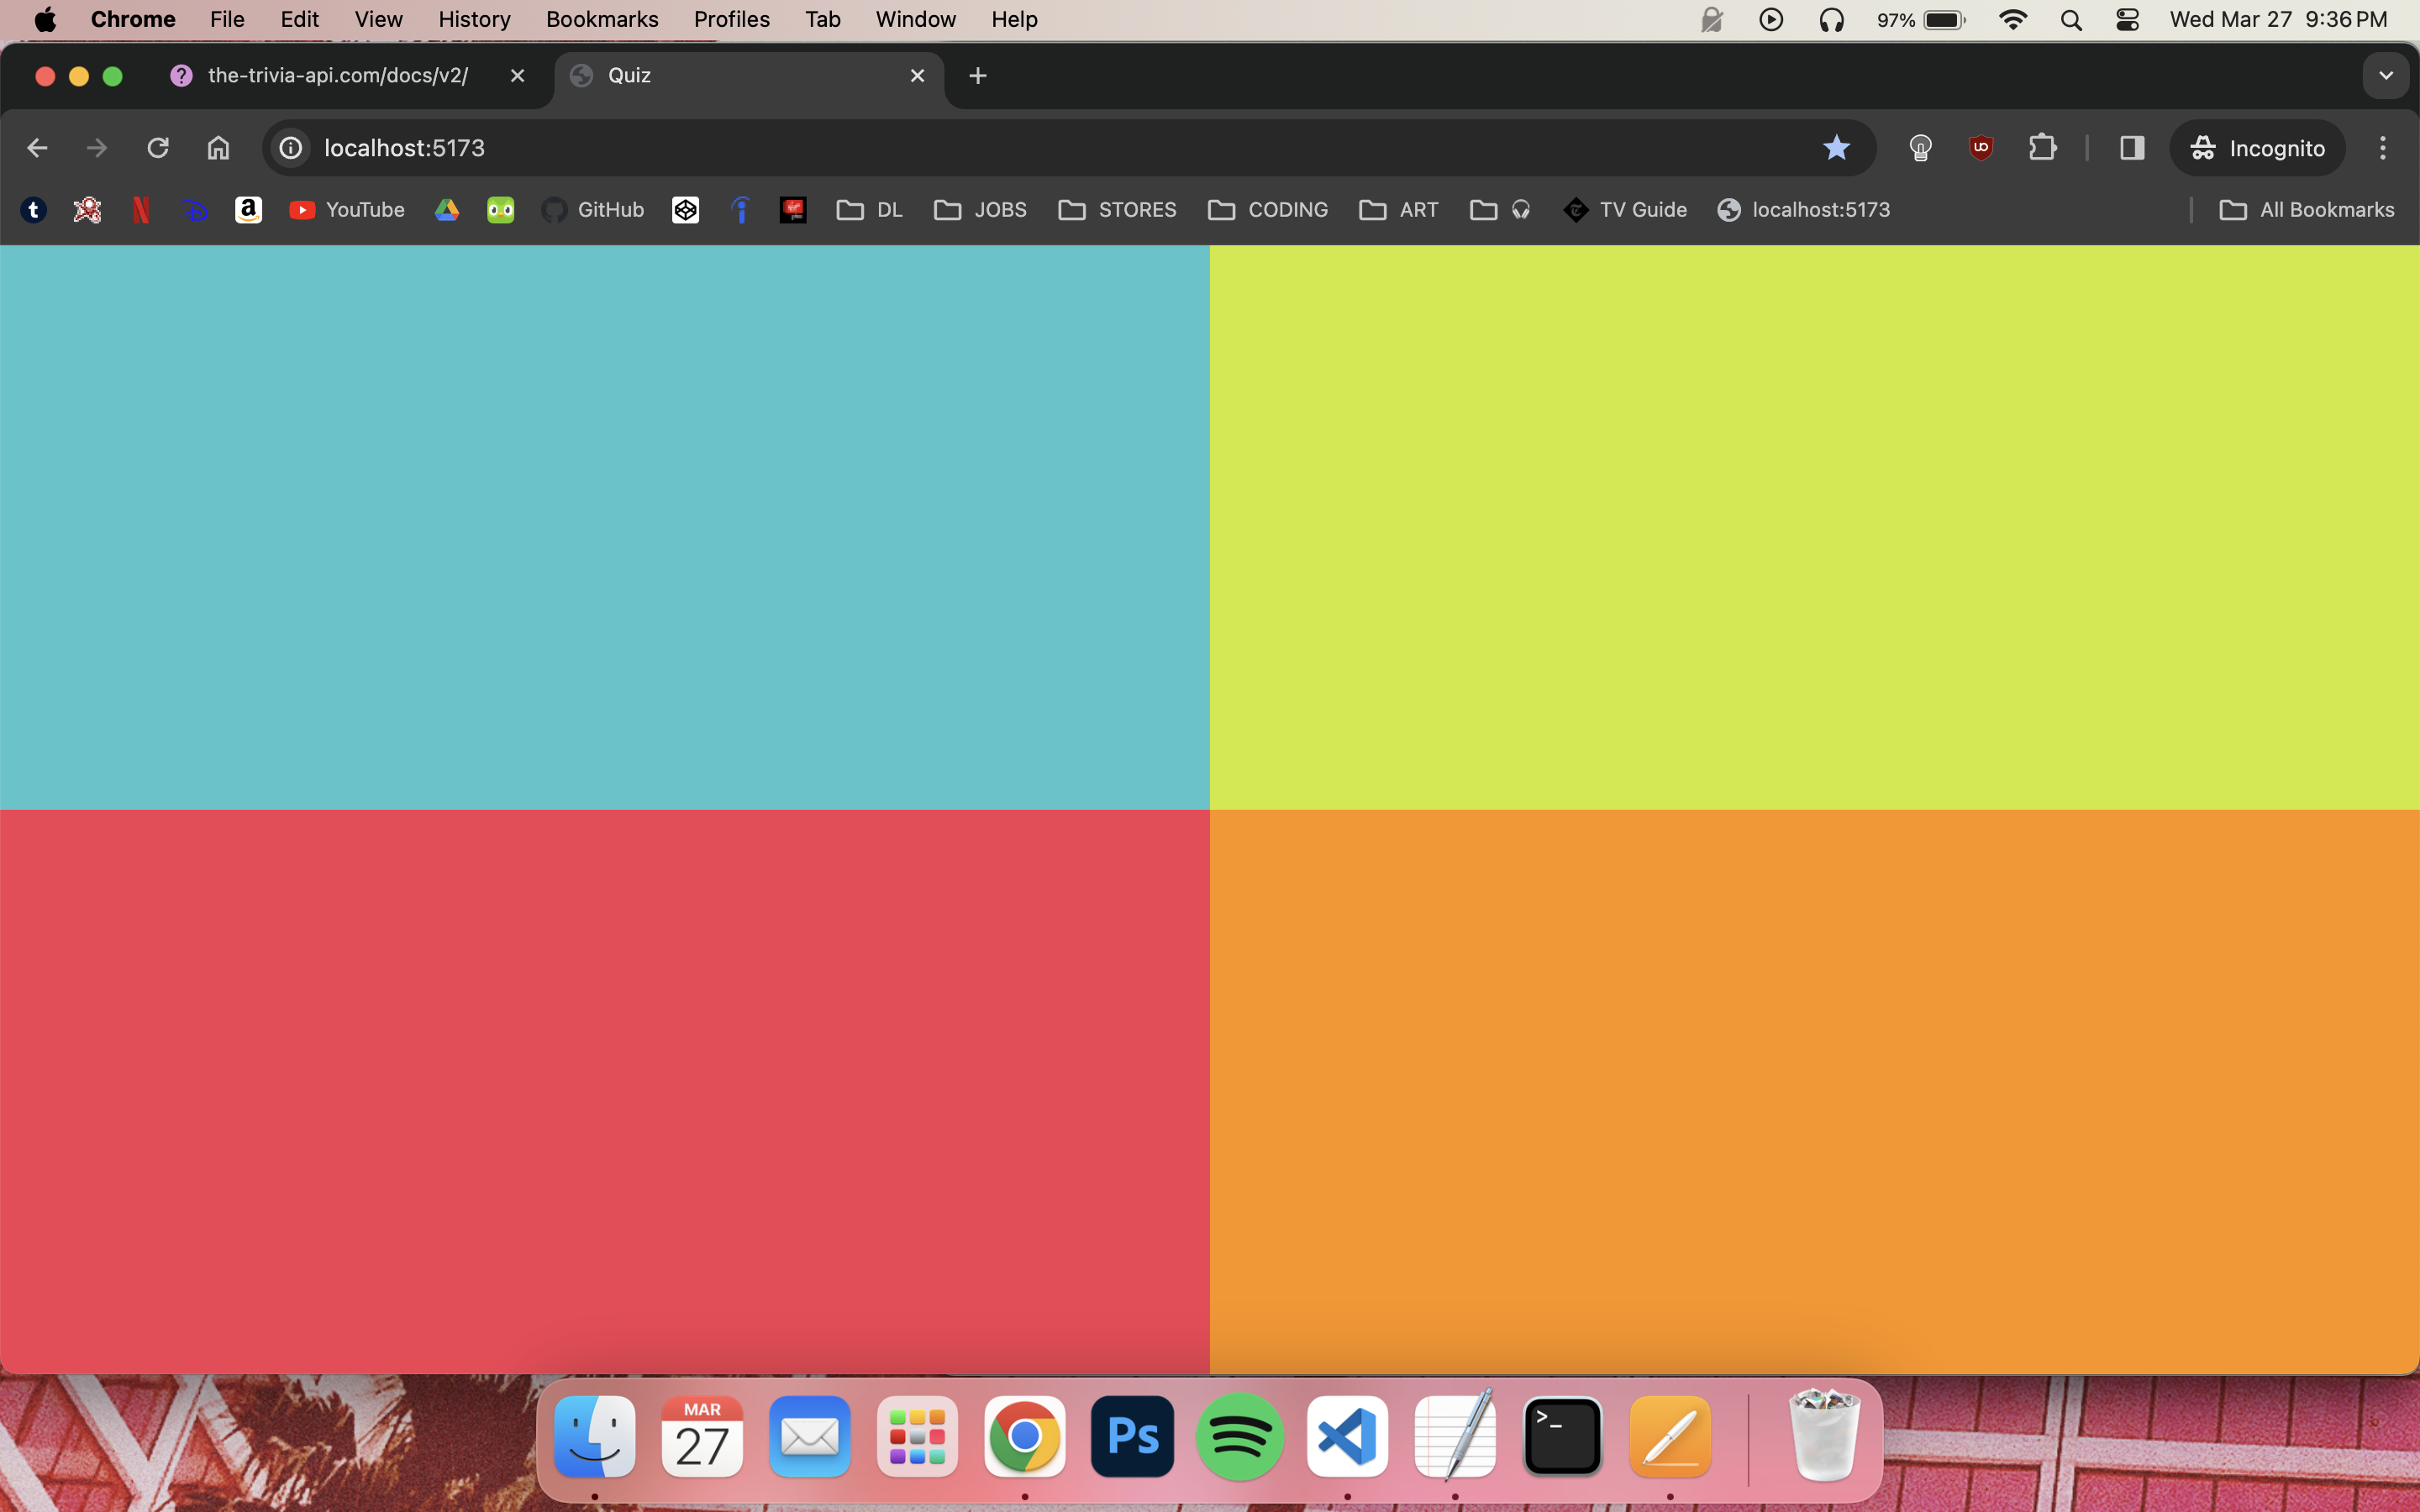 Chrome File Edit View History Bookmarks Profiles Tab Window Help 97% Wed Mar 27 9:36 PM
? the-trivia-api.com/docs/v2/ Quiz
localhost:5173 UO Incognito
t N a YouTube GitHub DL JOBS STORES CODING ART TV Guide localhost:5173 All Bookmarks
MAR
27
Ps
>_